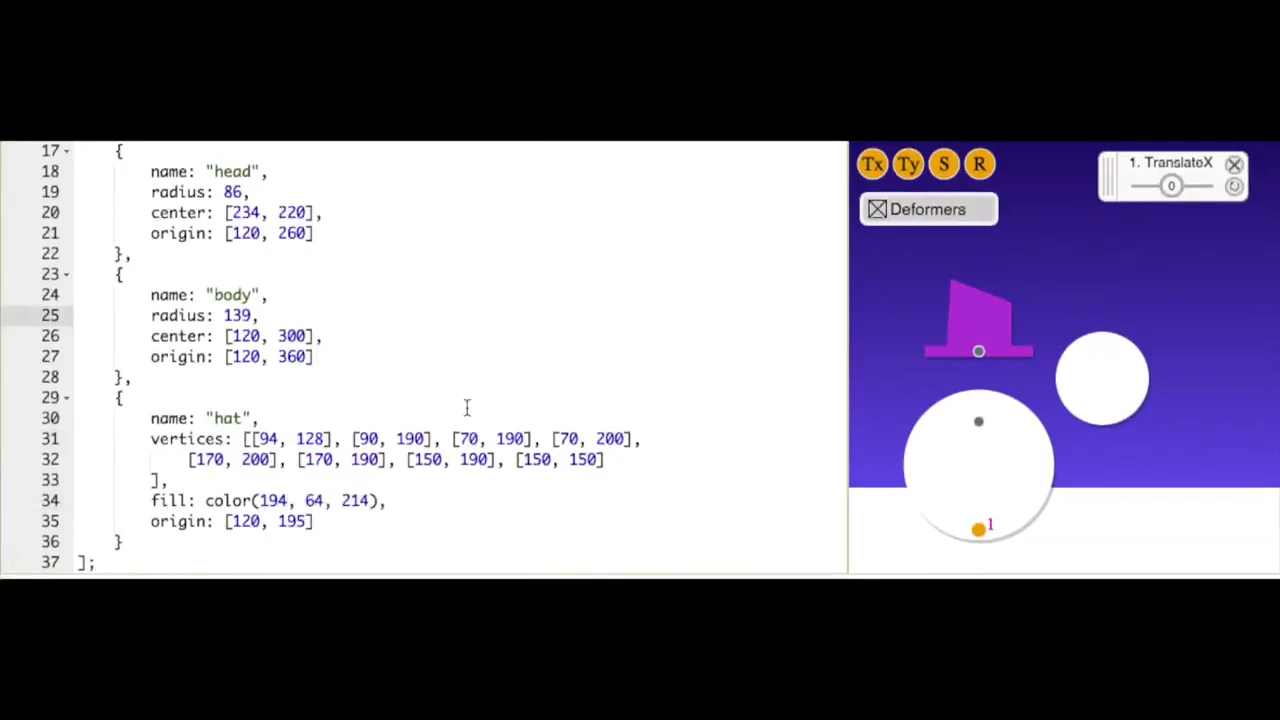 17 {
18 name: "head",
19 radius: 86,
20 center: [234, 220],
21 origin: [120, 260]
22 },
23 {
24 name: "body",
25 radius: 139,
26 center: [120, 300],
27 origin: [120, 360]
28 },
29 {
30 name: "hat",
31 vertices: [[94, 128], [90, 190], [70, 190], [70, 200],
32 [170, 200], [170, 190], [150, 190], [150, 150]
33 ],
34 fill: color(194, 64, 214),
35 origin: [120, 195]
36 }
37 ];
Tx Ty S R
Deformers
1. TranslateX
0
1